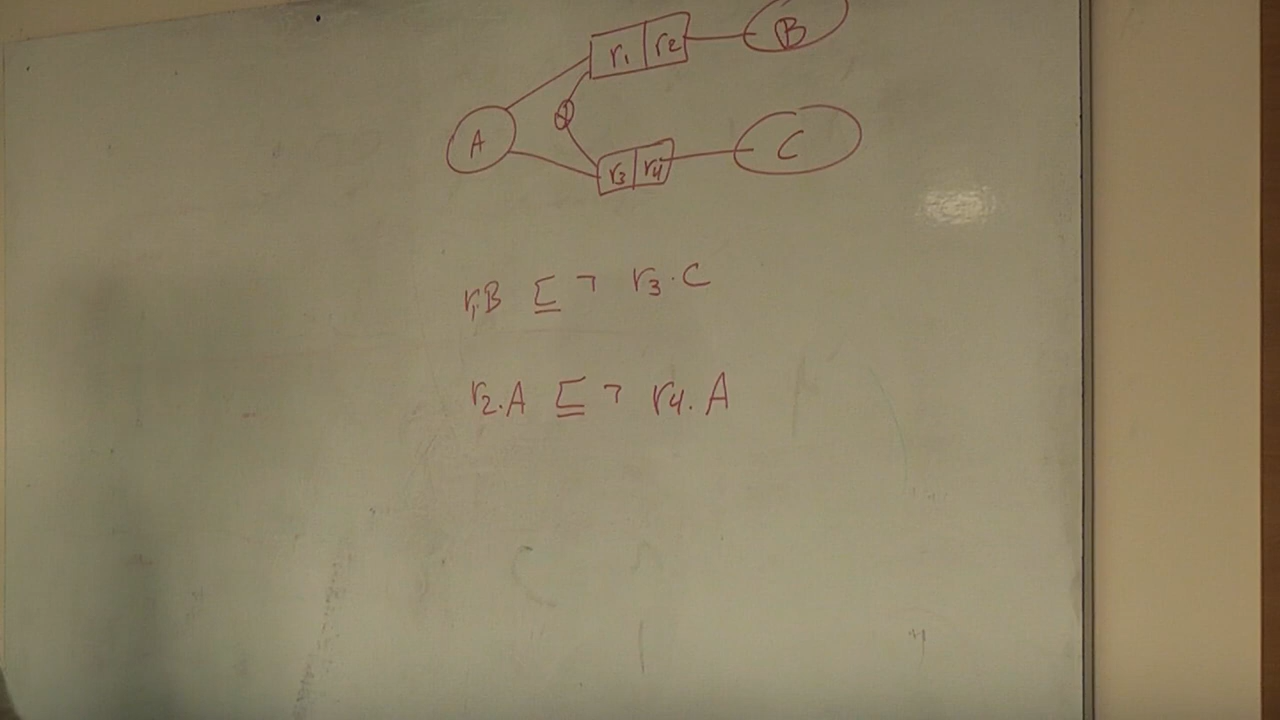 r1 r2 B
A
r3 r4 C
r1B ⊑ ¬ r3.C
r2.A ⊑ ¬ r4.A